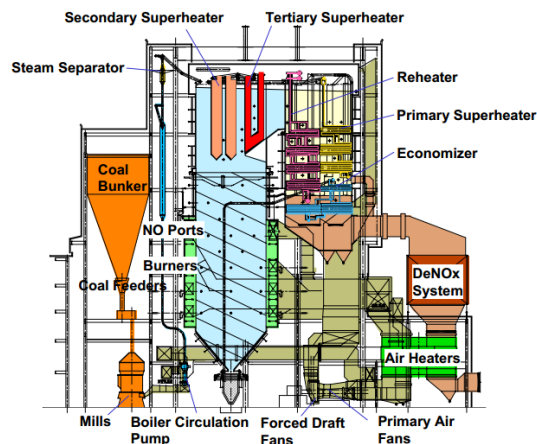 Secondary Superheater
Tertiary Superheater
Steam Separator
Reheater
Primary Superheater
Economizer
Coal
Bunker
NO Ports
Burners
Coal Feeders
DeNOx
System
Air Heaters
Mills
Boiler Circulation
Pump
Forced Draft
Fans
Primary Air
Fans